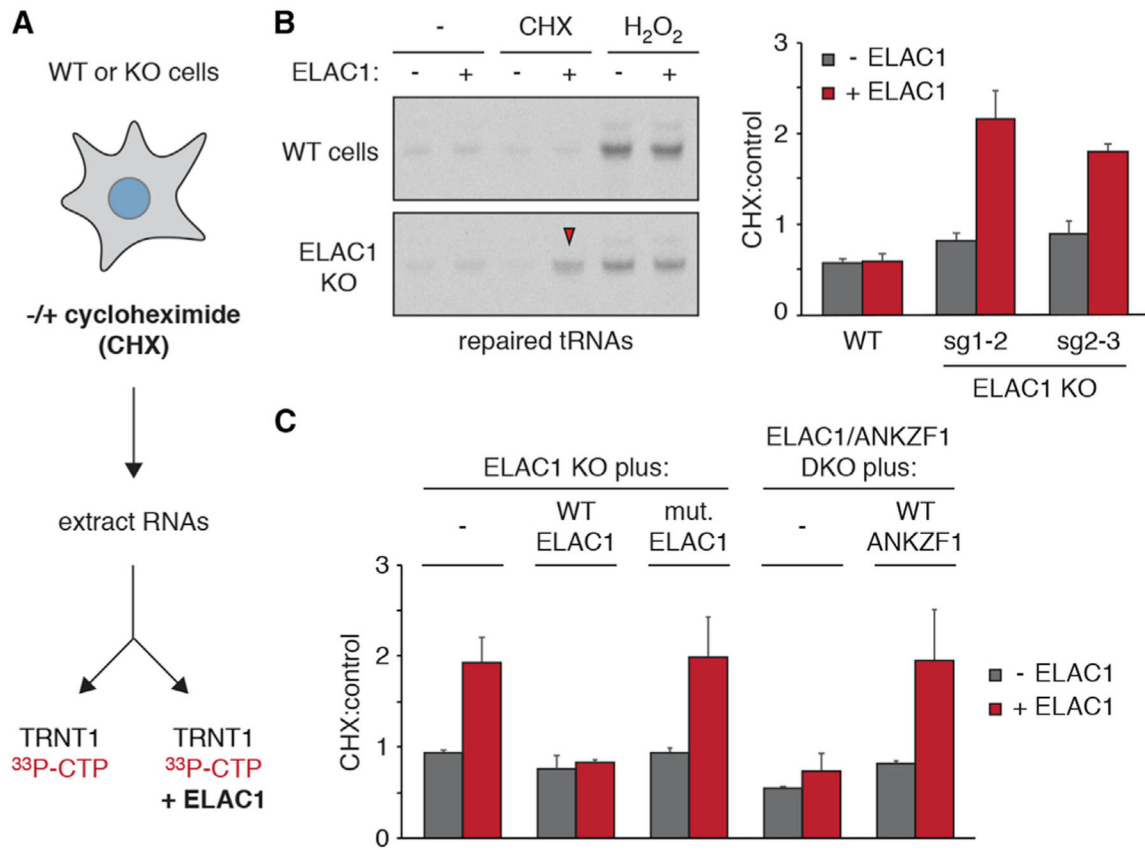 A
WT or KO cells
-/+ cycloheximide
(CHX)
extract RNAs
TRNT1
³³P-CTP
TRNT1
³³P-CTP
+ ELAC1
B
- CHX H₂O₂
ELAC1: - + - + - +
WT cells
ELAC1
KO
repaired tRNAs
CHX:control
3
2
1
0
- ELAC1
+ ELAC1
WT sg1-2 sg2-3
ELAC1 KO
C
ELAC1 KO plus:
ELAC1/ANKZF1
DKO plus:
-
WT
ELAC1
mut.
ELAC1
-
WT
ANKZF1
CHX:control
3
2
1
0
- ELAC1
+ ELAC1